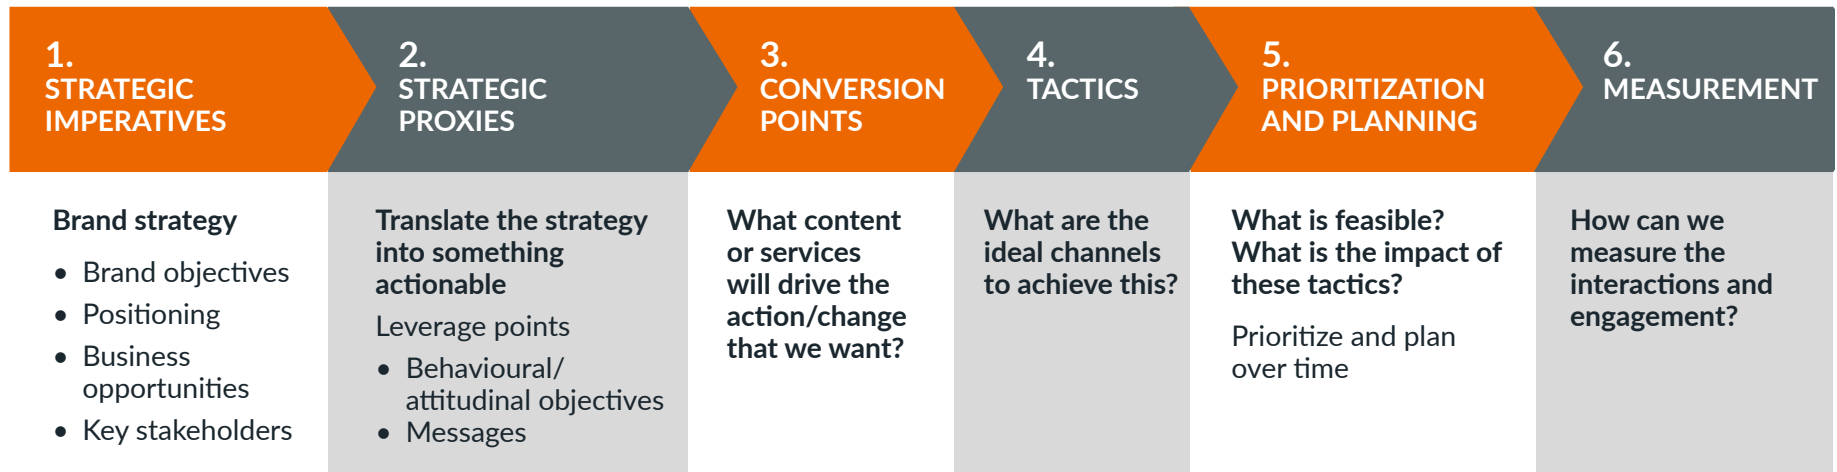 1.
STRATEGIC
IMPERATIVES
Brand strategy
• Brand objectives
• Positioning
• Business
opportunities
• Key stakeholders
2.
STRATEGIC
PROXIES
Translate the strategy
into something
actionable
Leverage points
• Behavioural/
attitudinal objectives
• Messages
3.
CONVERSION
POINTS
What content
or services
will drive the
action/change
that we want?
4.
TACTICS
What are the
ideal channels
to achieve this?
5.
PRIORITIZATION
AND PLANNING
What is feasible?
What is the impact of
these tactics?
Prioritize and plan
over time
6.
MEASUREMENT
How can we
measure the
interactions and
engagement?